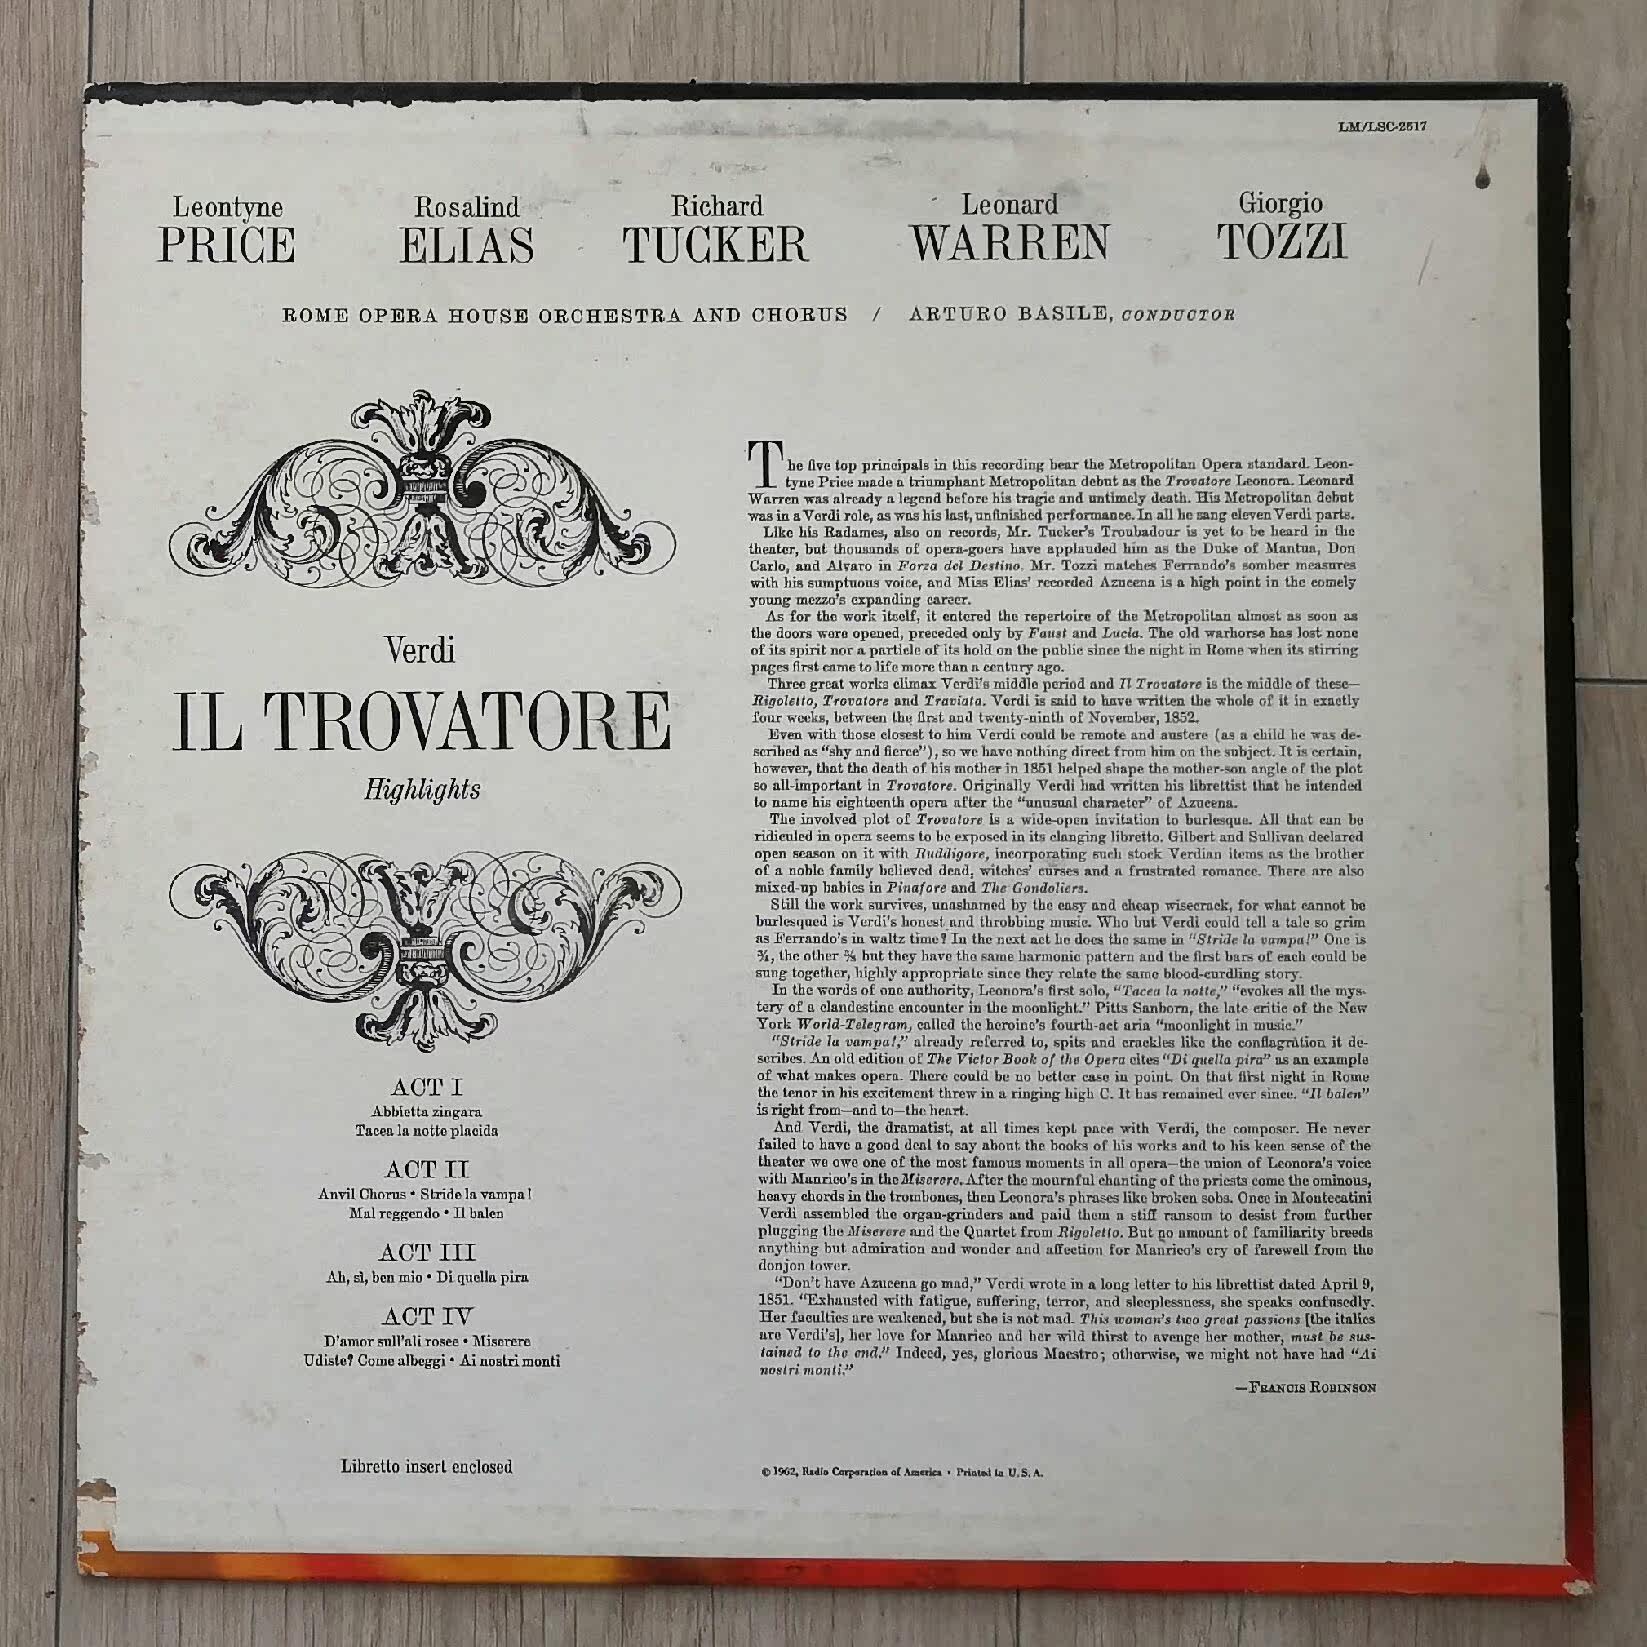 LM/LSC-2517
Leontyne Rosalind Richard Leonard Giorgio
PRICE ELIAS TUCKER WARREN TOZZI
ROME OPERA HOUSE ORCHESTRA AND CHORUS / ARTURO BASILE, CONDUCTOR
Verdi
IL TROVATORE
Highlights
ACT I
Abbietta zingara
Tacea la notte placida
ACT II
Anvil Chorus • Stride la vampa!
Mal reggendo • Il balen
ACT III
Ah, sì, ben mio • Di quella pira
ACT IV
D'amor sull'ali rosee • Miserere
Udiste? Come albeggi • Ai nostri monti
Libretto insert enclosed
The five top principals in this recording bear the Metropolitan Opera standard. Leon-
tyne Price made a triumphant Metropolitan debut as the Trovatore Leonora. Leonard
Warren was already a legend before his tragic and untimely death. His Metropolitan debut
was in a Verdi role, as was his last, unfinished performance. In all he sang eleven Verdi parts.
Like his Radames, also on records, Mr. Tucker's Troubadour is yet to be heard in the
theater, but thousands of opera-goers have applauded him as the Duke of Mantua, Don
Carlo, and Alvaro in Forza del Destino. Mr. Tozzi matches Ferrando's somber measures
with his sumptuous voice, and Miss Elias' recorded Azucena is a high point in the comely
young mezzo's expanding career.
As for the work itself, it entered the repertoire of the Metropolitan almost as soon as
the doors were opened, preceded only by Faust and Lucia. The old warhorse has lost none
of its spirit nor a particle of its hold on the public since the night in Rome when its stirring
pages first came to life more than a century ago.
Three great works climax Verdi's middle period and Il Trovatore is the middle of these—
Rigoletto, Trovatore and Traviata. Verdi is said to have written the whole of it in exactly
four weeks, between the first and twenty-ninth of November, 1852.
Even with those closest to him Verdi could be remote and austere (as a child he was de-
scribed as "shy and fierce"), so we have nothing direct from him on the subject. It is certain,
however, that the death of his mother in 1851 helped shape the mother-son angle of the plot
so all-important in Trovatore. Originally Verdi had written his librettist that he intended
to name his eighteenth opera after the "unusual character" of Azucena.
The involved plot of Trovatore is a wide-open invitation to burlesque. All that can be
ridiculed in opera seems to be exposed in its clanging libretto. Gilbert and Sullivan declared
open season on it with Ruddigore, incorporating such stock Verdian items as the brother
of a noble family believed dead, witches' curses and a frustrated romance. There are also
mixed-up babies in Pinafore and The Gondoliers.
Still the work survives, unashamed by the easy and cheap wisecrack, for what cannot be
burlesqued is Verdi's honest and throbbing music. Who but Verdi could tell a tale so grim
as Ferrando's in waltz time? In the next act he does the same in "Stride la vampa!" One is
¾, the other ⅜ but they have the same harmonic pattern and the first bars of each could be
sung together, highly appropriate since they relate the same blood-curdling story.
In the words of one authority, Leonora's first solo, "Tacea la notte," "evokes all the mys-
tery of a clandestine encounter in the moonlight." Pitts Sanborn, the late critic of the New
York World-Telegram, called the heroine's fourth-act aria "moonlight in music."
"Stride la vampa!," already referred to, spits and crackles like the conflagration it de-
scribes. An old edition of The Victor Book of the Opera cites "Di quella pira" as an example
of what makes opera. There could be no better case in point. On that first night in Rome
the tenor in his excitement threw in a ringing high C. It has remained ever since. "Il balen"
is right from—and to—the heart.
And Verdi, the dramatist, at all times kept pace with Verdi, the composer. He never
failed to have a good deal to say about the books of his works and to his keen sense of the
theater we owe one of the most famous moments in all opera—the union of Leonora's voice
with Manrico's in the Miserere. After the mournful chanting of the priests come the ominous,
heavy chords in the trombones, then Leonora's phrases like broken sobs. Once in Montecatini
Verdi assembled the organ-grinders and paid them a stiff ransom to desist from further
plugging the Miserere and the Quartet from Rigoletto. But no amount of familiarity breeds
anything but admiration and wonder and affection for Manrico's cry of farewell from the
donjon tower.
"Don't have Azucena go mad," Verdi wrote in a long letter to his librettist dated April 9,
1851. "Exhausted with fatigue, suffering, terror, and sleeplessness, she speaks confusedly.
Her faculties are weakened, but she is not mad. This woman's two great passions [the italics
are Verdi's], her love for Manrico and her wild thirst to avenge her mother, must be sus-
tained to the end." Indeed, yes, glorious Maestro; otherwise, we might not have had "Ai
nostri monti."
—FRANCIS ROBINSON
© 1962, Radio Corporation of America • Printed in U.S.A.